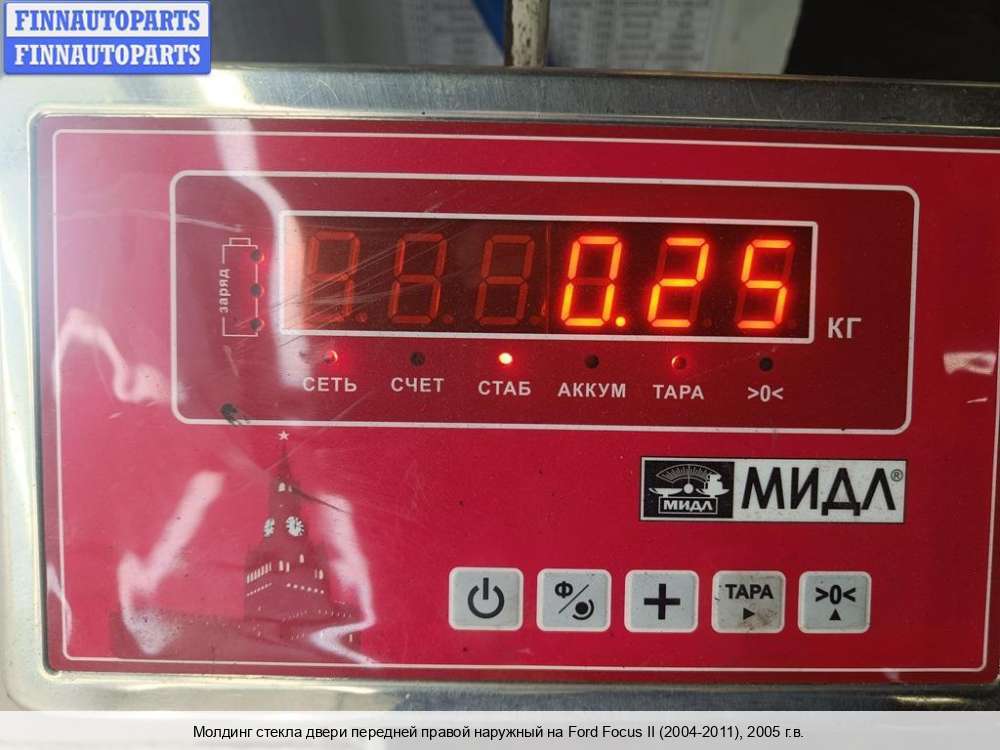 FINNAUTOPARTS
FINNAUTOPARTS
заряд
0.25
КГ
СЕТЬ СЧЕТ СТАБ АККУМ ТАРА >0<
МИДЛ
МИДЛ®
Ф
ТАРА
>0<
Молдинг стекла двери передней правой наружный на Ford Focus II (2004-2011), 2005 г.в.